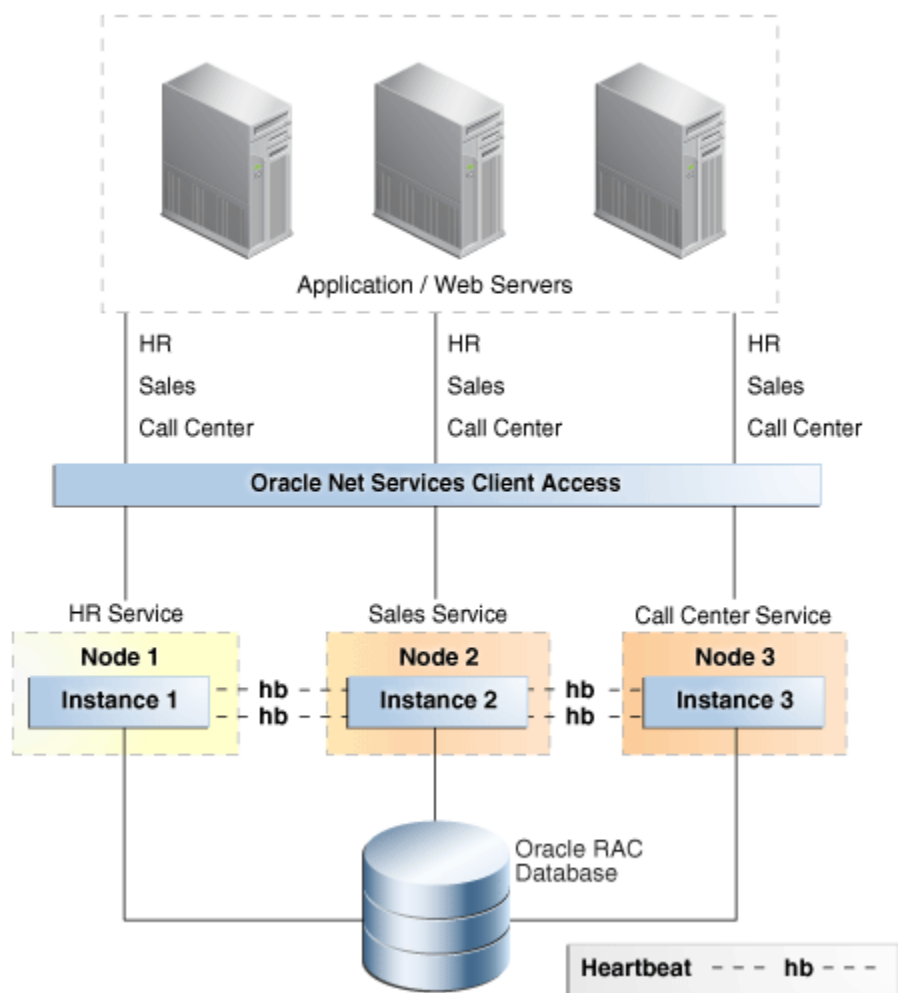 Application / Web Servers
HR
Sales
Call Center
HR
Sales
Call Center
HR
Sales
Call Center
Oracle Net Services Client Access
HR Service
Sales Service
Call Center Service
Node 1
Instance 1
hb
hb
Node 2
Instance 2
hb
hb
Node 3
Instance 3
Oracle RAC
Database
Heartbeat --- hb ---